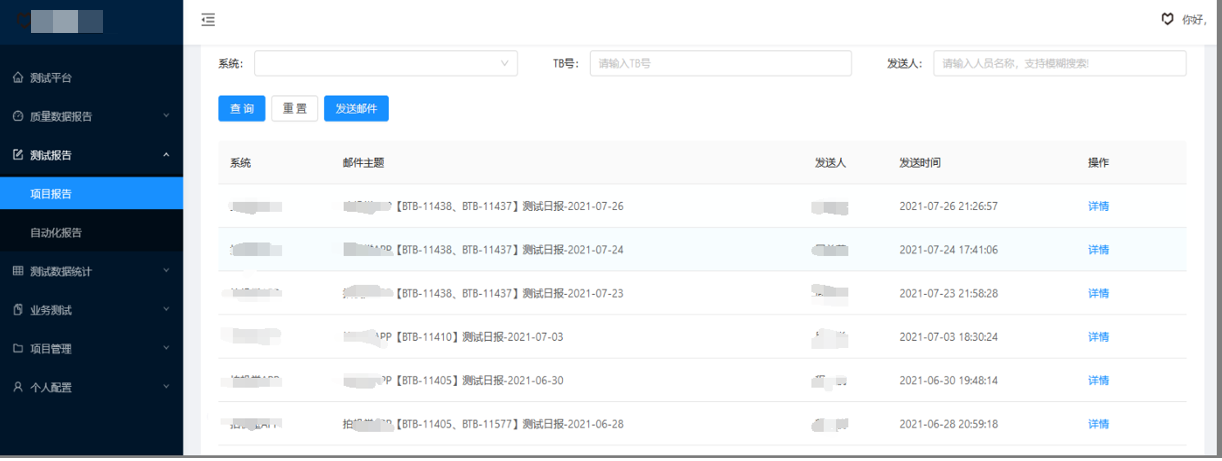 你好,
系统:
TB号: 请输入TB号
发送人: 请输入人员名称，支持模糊搜索!
测试平台
质量数据报告
测试报告
项目报告
自动化报告
测试数据统计
业务测试
项目管理
个人配置
查 询 重 置 发送邮件
系统 邮件主题 发送人 发送时间 操作
PP【BTB-11438、BTB-11437】测试日报-2021-07-26 2021-07-26 21:26:57 详情
APP【BTB-11438、BTB-11437】测试日报-2021-07-24 2021-07-24 17:41:06 详情
【BTB-11438、BTB-11437】测试日报-2021-07-23 2021-07-23 21:58:28 详情
APP【BTB-11410】测试日报-2021-07-03 2021-07-03 18:30:24 详情
PP【BTB-11405】测试日报-2021-06-30 2021-06-30 19:48:14 详情
【BTB-11405、BTB-11577】测试日报-2021-06-28 2021-06-28 20:59:18 详情